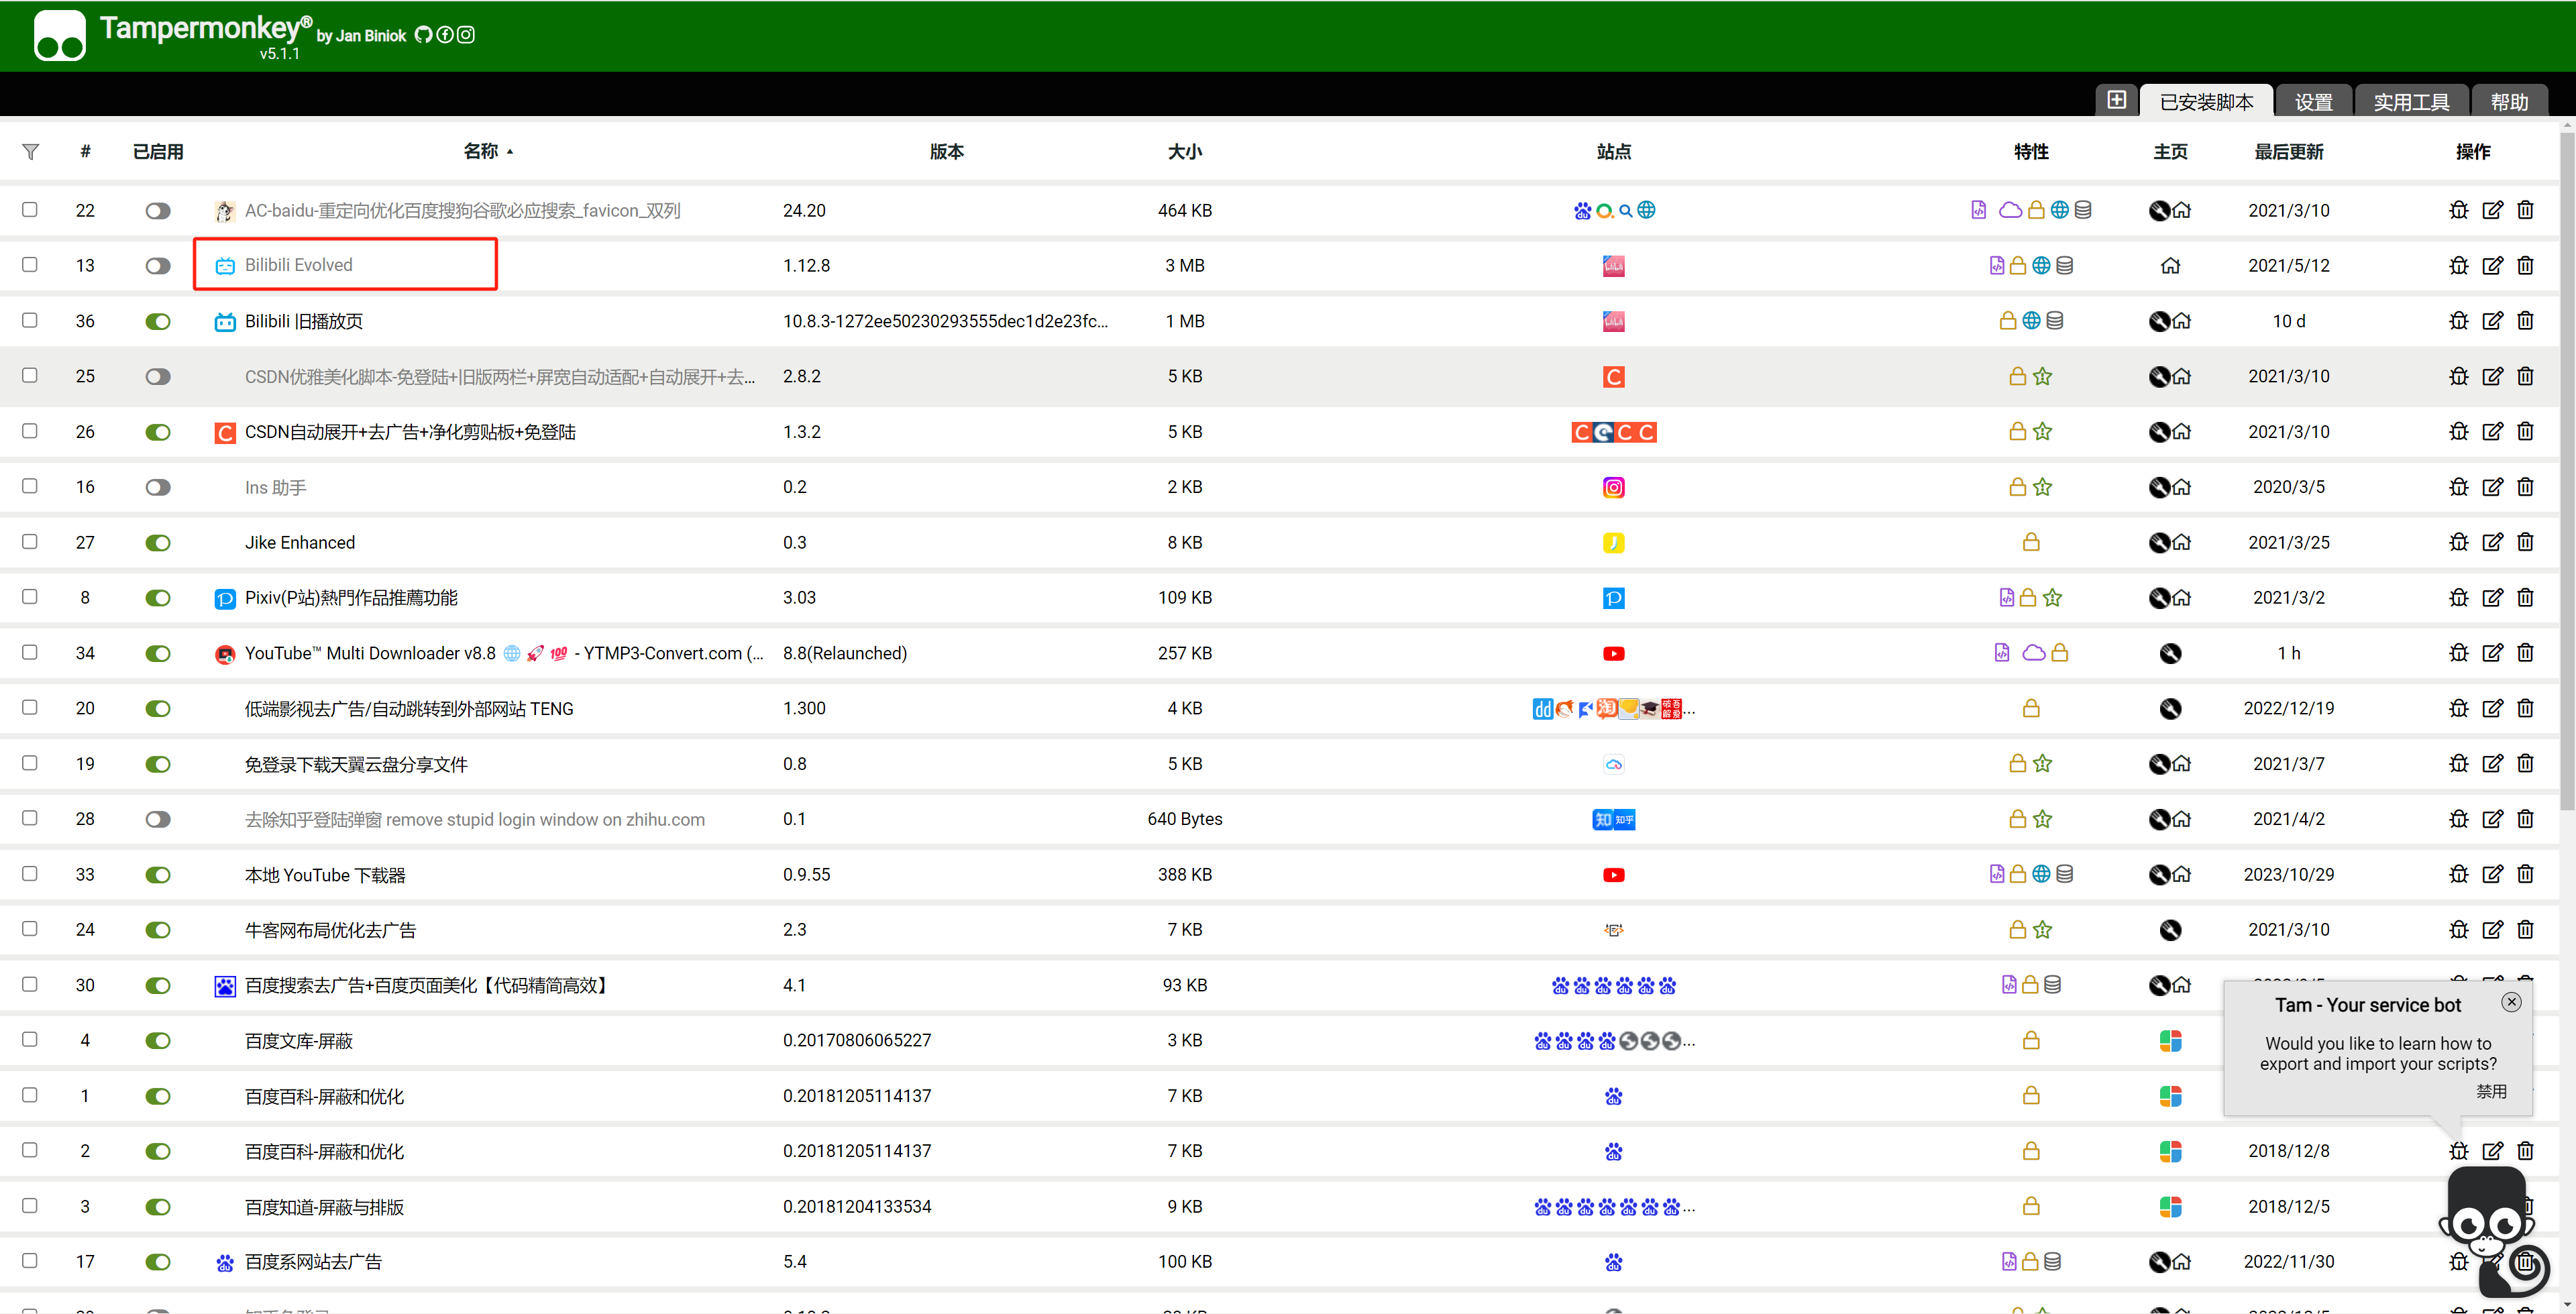 Tampermonkey® by Jan Biniok
v5.1.1
已安装脚本 设置 实用工具 帮助
# 已启用 名称 版本 大小 站点 特性 主页 最后更新 操作
22 AC-baidu-重定向优化百度搜狗谷歌必应搜索_favicon_双列 24.20 464 KB 2021/3/10
13 Bilibili Evolved 1.12.8 3 MB 2021/5/12
36 Bilibili 旧播放页 10.8.3-1272ee50230293555dec1d2e23fc... 1 MB 10 d
25 CSDN优雅美化脚本-免登陆+旧版两栏+屏宽自动适配+自动展开+去... 2.8.2 5 KB 2021/3/10
26 CSDN自动展开+去广告+净化剪贴板+免登陆 1.3.2 5 KB 2021/3/10
16 Ins 助手 0.2 2 KB 2020/3/5
27 Jike Enhanced 0.3 8 KB 2021/3/25
8 Pixiv(P站)熱門作品推薦功能 3.03 109 KB 2021/3/2
34 YouTube™ Multi Downloader v8.8 🌐 🚀 💯 - YTMP3-Convert.com (... 8.8(Relaunched) 257 KB 1 h
20 低端影视去广告/自动跳转到外部网站 TENG 1.300 4 KB 2022/12/19
19 免登录下载天翼云盘分享文件 0.8 5 KB 2021/3/7
28 去除知乎登陆弹窗 remove stupid login window on zhihu.com 0.1 640 Bytes 知 知乎 2021/4/2
33 本地 YouTube 下载器 0.9.55 388 KB 2023/10/29
24 牛客网布局优化去广告 2.3 7 KB 2021/3/10
30 百度搜索去广告+百度页面美化【代码精简高效】 4.1 93 KB
4 百度文库-屏蔽 0.20170806065227 3 KB
1 百度百科-屏蔽和优化 0.20181205114137 7 KB
2 百度百科-屏蔽和优化 0.20181205114137 7 KB 2018/12/8
3 百度知道-屏蔽与排版 0.20181204133534 9 KB 2018/12/5
17 百度系网站去广告 5.4 100 KB 2022/11/30
Tam - Your service bot
Would you like to learn how to
export and import your scripts?
禁用